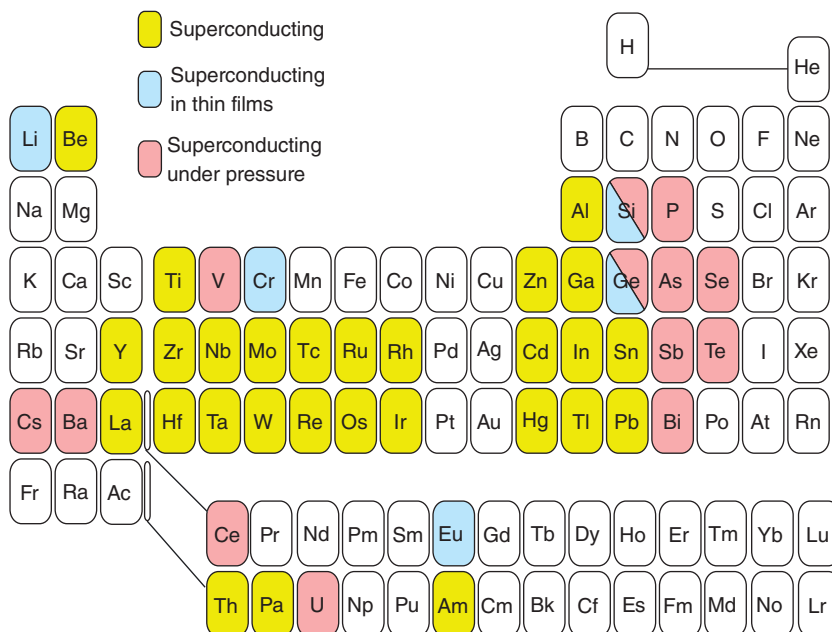 Superconducting
Superconducting
in thin films
Superconducting
under pressure
H
He
Li Be B C N O F Ne
Na Mg Al Si P S Cl Ar
K Ca Sc Ti V Cr Mn Fe Co Ni Cu Zn Ga Ge As Se Br Kr
Rb Sr Y Zr Nb Mo Tc Ru Rh Pd Ag Cd In Sn Sb Te I Xe
Cs Ba La Hf Ta W Re Os Ir Pt Au Hg Tl Pb Bi Po At Rn
Fr Ra Ac
Ce Pr Nd Pm Sm Eu Gd Tb Dy Ho Er Tm Yb Lu
Th Pa U Np Pu Am Cm Bk Cf Es Fm Md No Lr